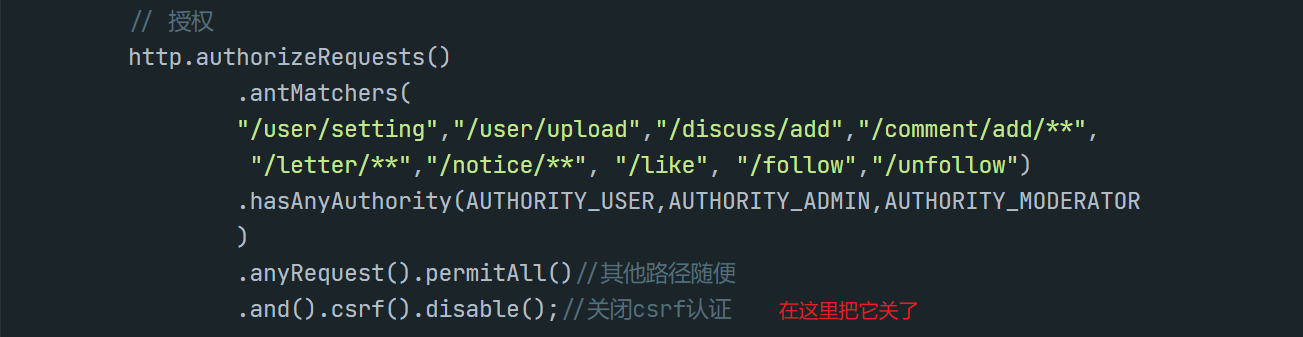 // 授权
http.authorizeRequests()
.antMatchers(
"/user/setting","/user/upload","/discuss/add","/comment/add/**",
"/letter/**","/notice/**", "/like", "/follow","/unfollow")
.hasAnyAuthority(AUTHORITY_USER,AUTHORITY_ADMIN,AUTHORITY_MODERATOR
)
.anyRequest().permitAll()//其他路径随便
.and().csrf().disable();//关闭csrf认证 在这里把它关了